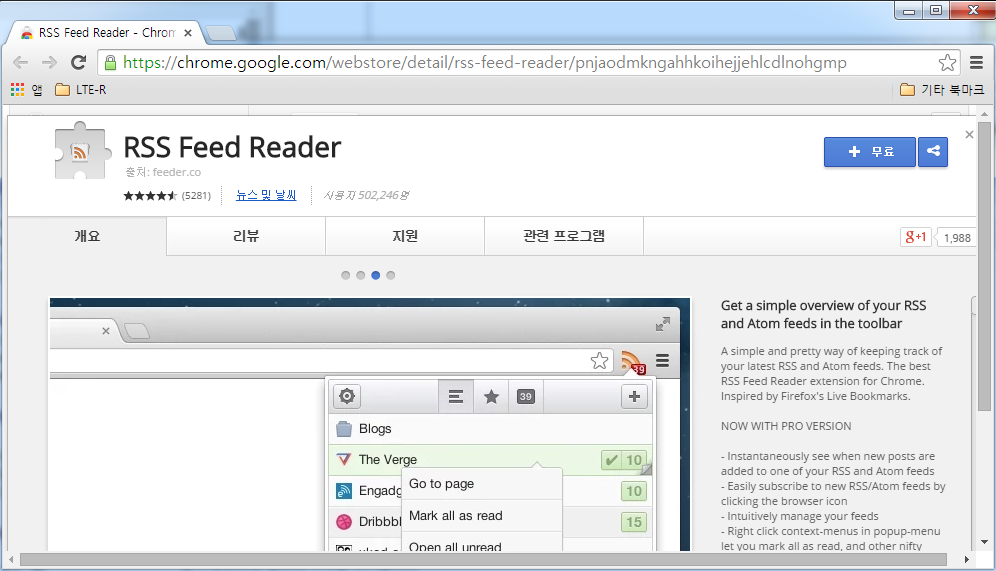 RSS Feed Reader - Chrom
https://chrome.google.com/webstore/detail/rss-feed-reader/pnjaodmkngahhkoihejjehlcdlnohgmp
앱 LTE-R 기타 북마크
RSS Feed Reader
출처: feeder.co
(5281) 뉴스 및 날씨 사용자 502,246명
무료
개요 리뷰 지원 관련 프로그램
g+1 1,988
39
39
Blogs
The Verge 10
Engadg 10
Dribbbl 15
Go to page
Mark all as read
Open all unread
Get a simple overview of your RSS
and Atom feeds in the toolbar
A simple and pretty way of keeping track of
your latest RSS and Atom feeds. The best
RSS Feed Reader extension for Chrome.
Inspired by Firefox's Live Bookmarks.
NOW WITH PRO VERSION
- Instantaneously see when new posts are
added to one of your RSS and Atom feeds
- Easily subscribe to new RSS/Atom feeds by
clicking the browser icon
- Intuitively manage your feeds
- Right click context-menus in popup-menu
let you mark all as read, and other nifty